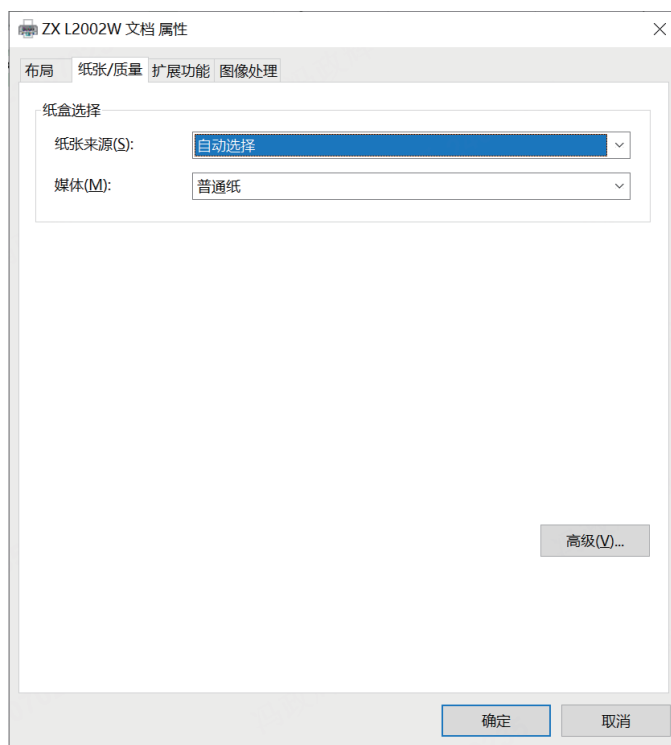 ZX L2002W 文档 属性
布局 纸张/质量 扩展功能 图像处理
纸盒选择
纸张来源(S): 自动选择
媒体(M): 普通纸
高级(V)...
确定 取消